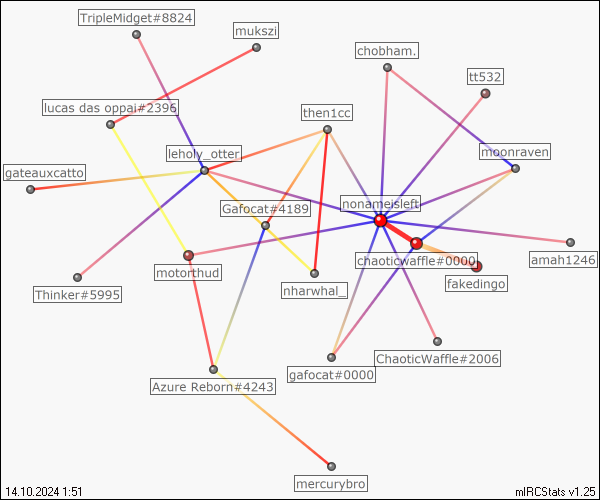 TripleMidget#8824
mukszi
chobham.
tt532
lucas das oppai#2396
then1cc
leholy_otter
moonraven
gateauxcatto
nonameisleft
Gafocat#4189
chaoticwaffle#0000
amah1246
motorthud
fakedingo
Thinker#5995
nharwhal_
ChaoticWaffle#2006
gafocat#0000
Azure Reborn#4243
mercurybro
14.10.2024 1:51
mIRCStats v1.25